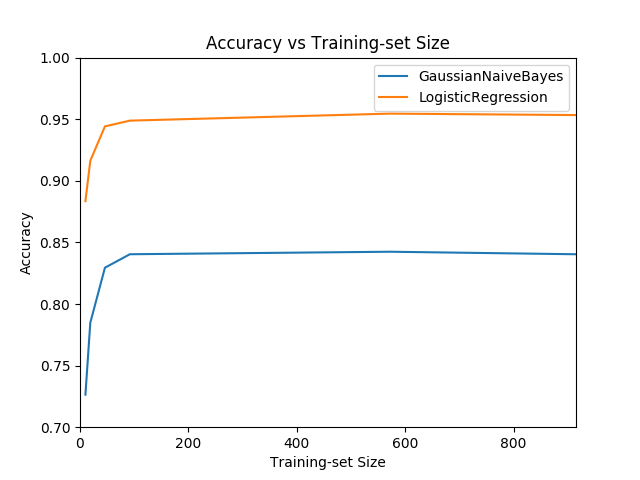 Accuracy vs Training-set Size
GaussianNaiveBayes
LogisticRegression
1.00
0.95
0.90
0.85
0.80
0.75
0.70
Accuracy
0 200 400 600 800
Training-set Size